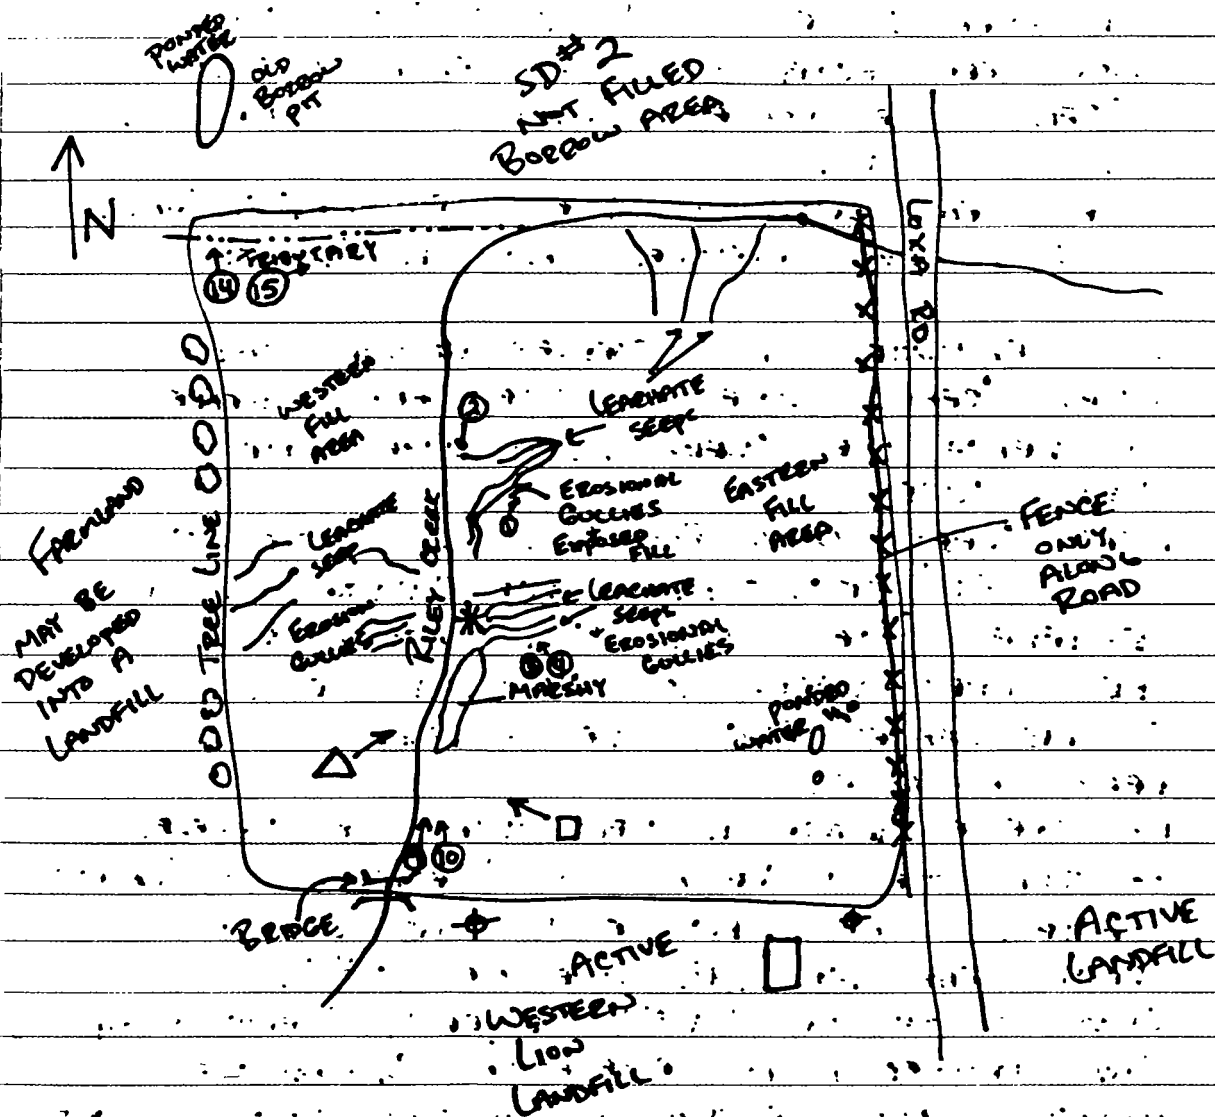 PONDED
WATER
OLD
BORROW
PIT
SD# 2
NOT FILLED
BORROW AREA
N
TRIBUTARY
14 15
LOXA RD.
WESTERN
FILL
AREA
2
LEACHATE
SEEPS
EROSIONAL
GULLIES
EXPOSED
FILL
1
EASTERN
FILL
AREA
FENCE
ONLY
ALONG
ROAD
FARMLAND
MAY BE
DEVELOPED
INTO A
LANDFILL
TREE LINE
LEACHATE
SEEP
EROSION
GULLIES
RILEY CREEK
LEACHATE
SEEPS
+ EROSIONAL
GULLIES
MARSHY
PONDED
WATER
10
BRIDGE
ACTIVE
WESTERN
LION
LANDFILL
ACTIVE
LANDFILL